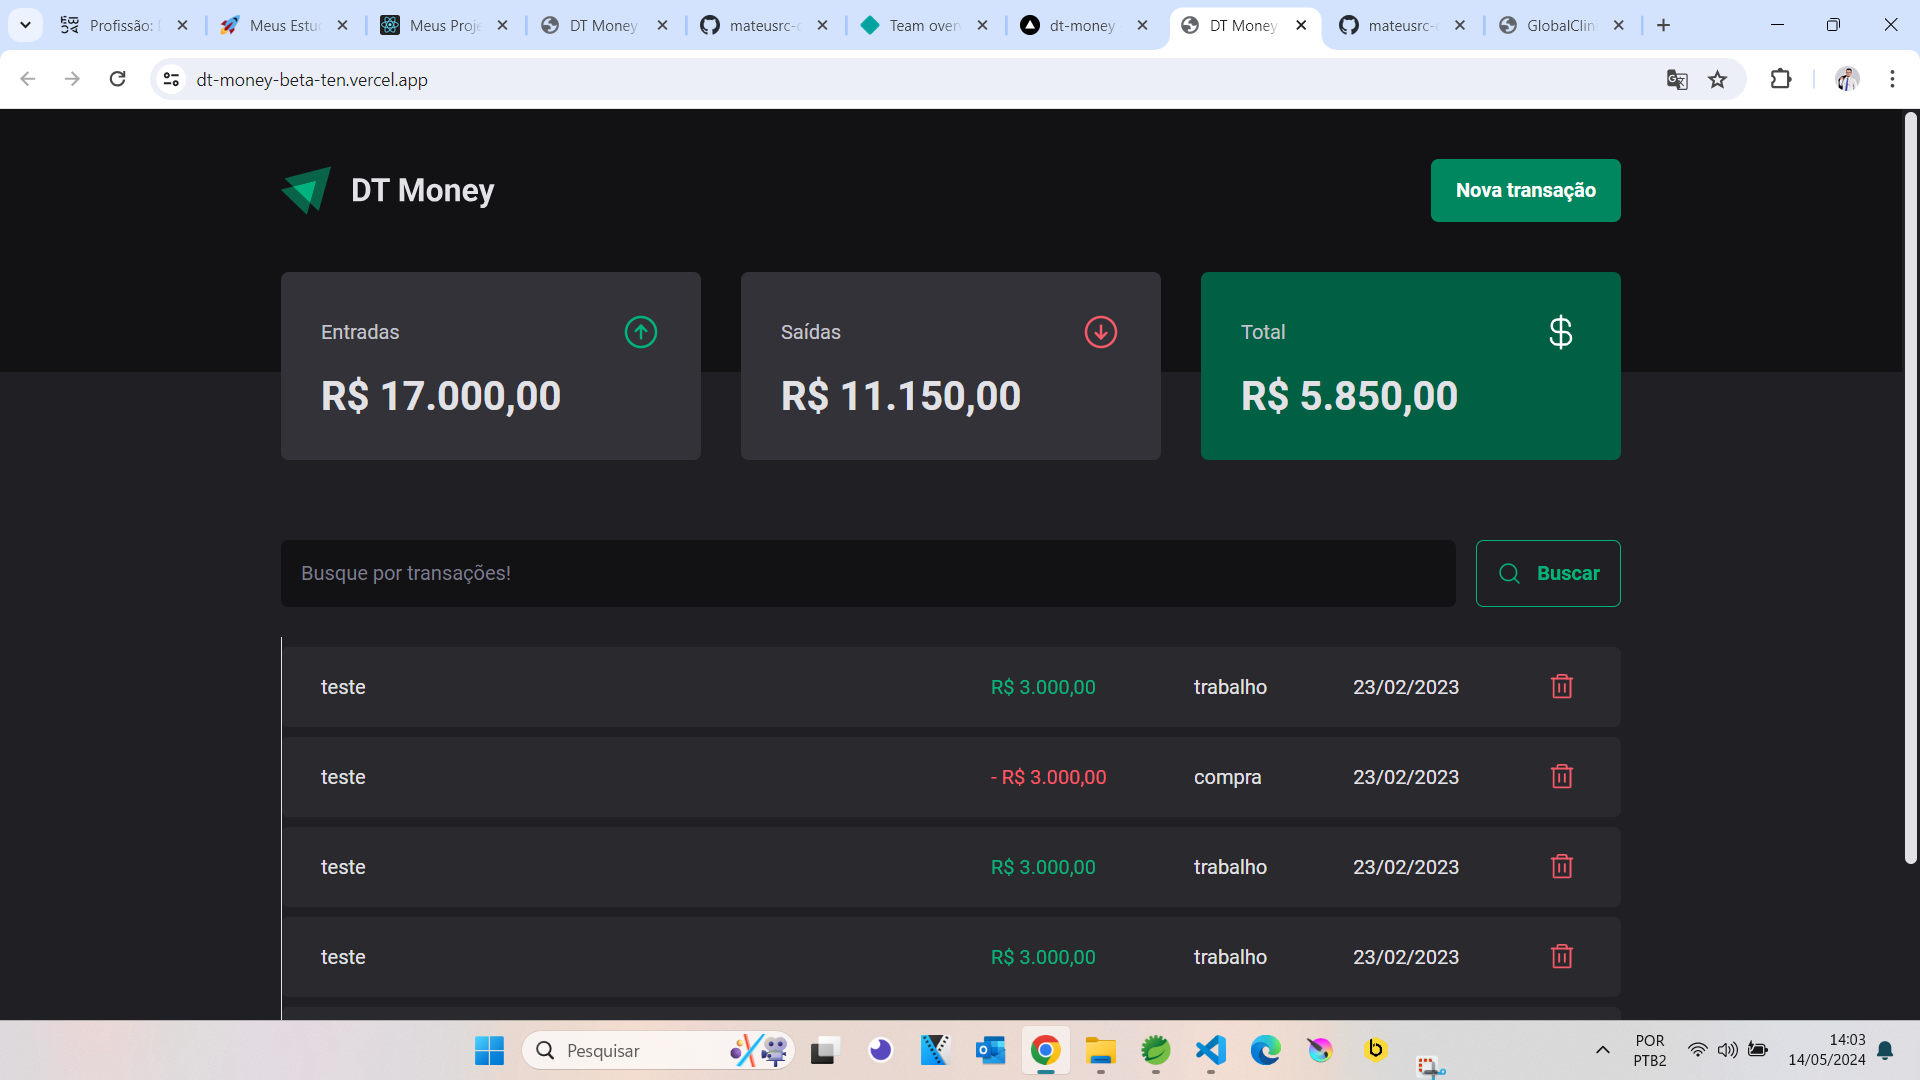 Profissão: D
Meus Estu
Meus Proje
DT Money
mateusrc-d
Team over
dt-money
DT Money
mateusrc-d
GlobalClin
dt-money-beta-ten.vercel.app
DT Money
Nova transação
Entradas
R$ 17.000,00
Saídas
R$ 11.150,00
Total
R$ 5.850,00
Busque por transações!
Buscar
teste R$ 3.000,00 trabalho 23/02/2023
teste - R$ 3.000,00 compra 23/02/2023
teste R$ 3.000,00 trabalho 23/02/2023
teste R$ 3.000,00 trabalho 23/02/2023
Pesquisar
POR
PTB2
14:03
14/05/2024